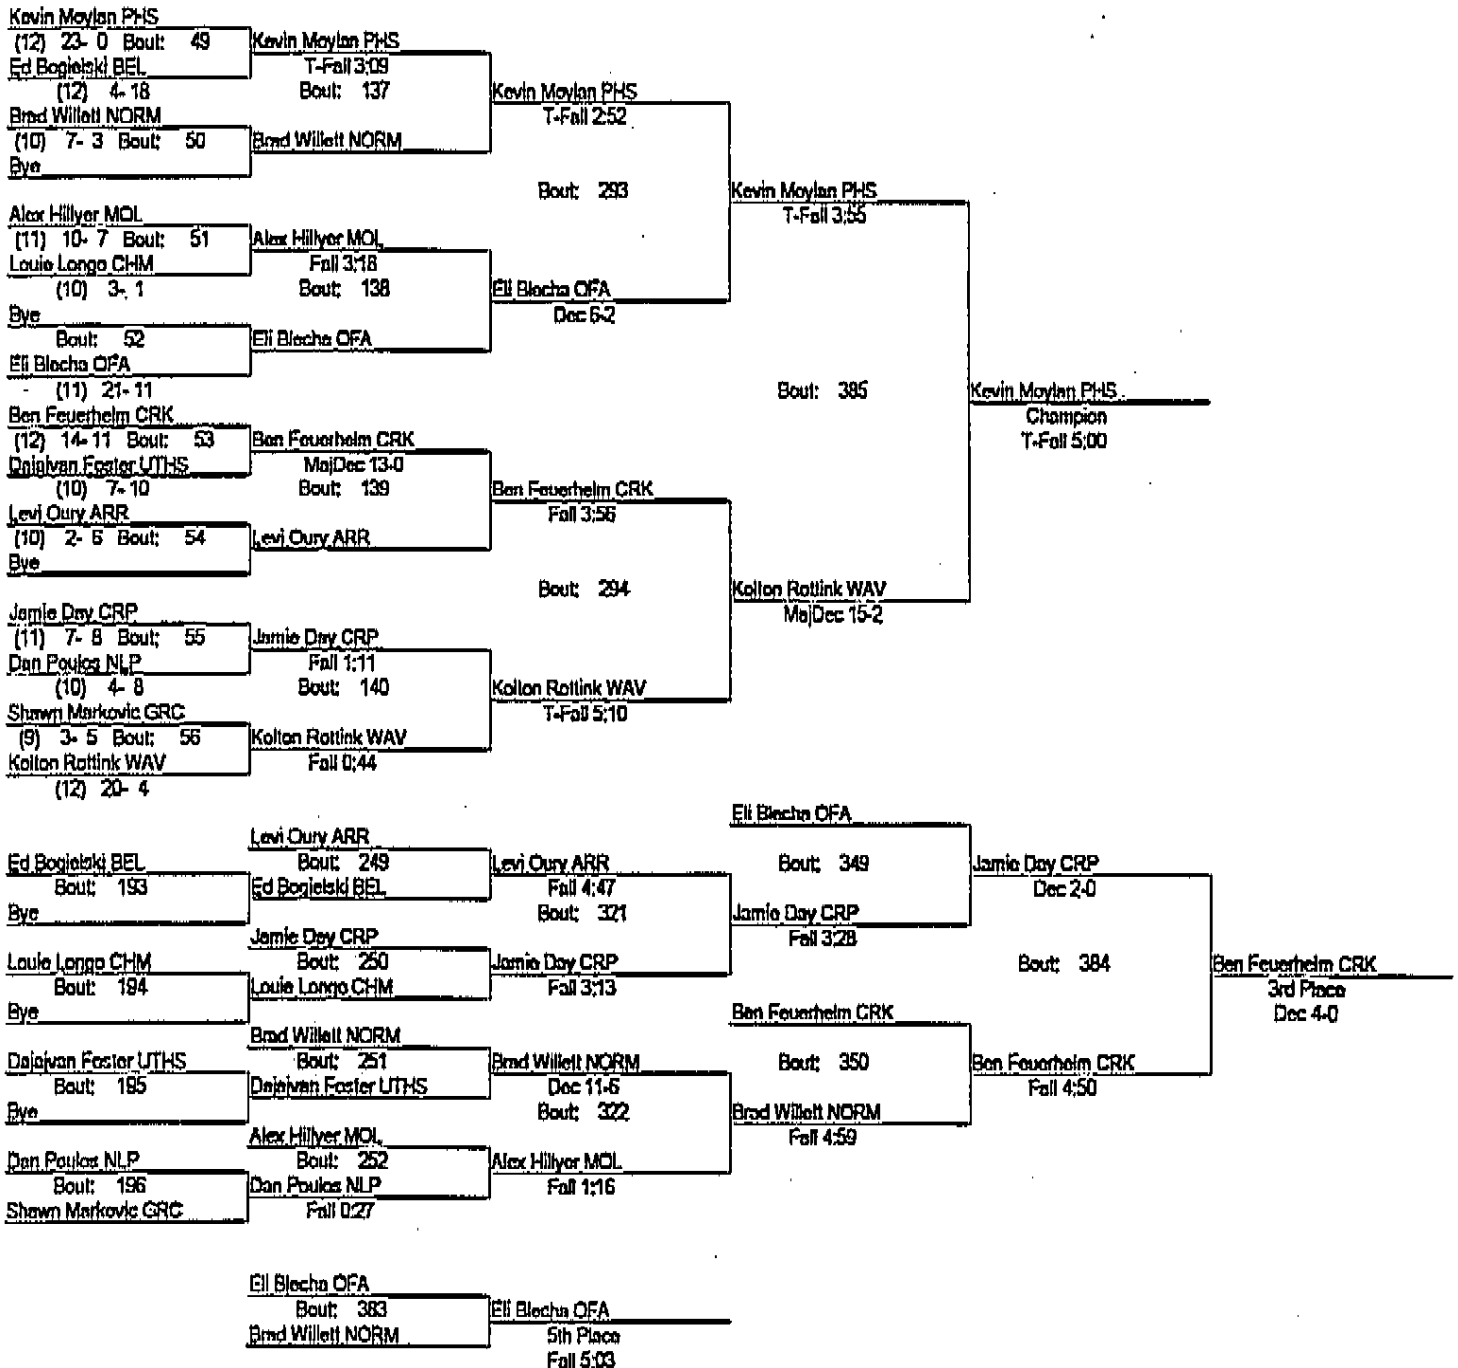 Kevin Moylan PHS
(12) 23- 0 Bout: 49
Ed Bogielski BEL
(12) 4- 18
Brad Willett NORM
(10) 7- 3 Bout: 50
Bye
Alex Hillyer MOL
(11) 10- 7 Bout: 51
Louie Longo CHM
(10) 3- 1
Bye
Bout: 52
Eli Blecha OFA
(11) 21- 11
Ben Feuerhelm CRK
(12) 14- 11 Bout: 53
Dajaivan Foster UTHS
(10) 7- 10
Levi Oury ARR
(10) 2- 6 Bout: 54
Bye
Jamie Day CRP
(11) 7- 8 Bout: 55
Dan Poulos NLP
(10) 4- 8
Shawn Markovic GRC
(9) 3- 5 Bout: 56
Kolton Rottink WAV
(12) 20- 4
Kevin Moylan PHS
T-Fall 3:09
Bout: 137
Brad Willett NORM
Alex Hillyer MOL
Fall 3:18
Bout: 138
Eli Blecha OFA
Ben Feuerhelm CRK
MajDec 13-0
Bout: 139
Levi Oury ARR
Jamie Day CRP
Fall 1:11
Bout: 140
Kolton Rottink WAV
Fall 0:44
Kevin Moylan PHS
T-Fall 2:52
Bout: 293
Eli Blecha OFA
Dec 6-2
Ben Feuerhelm CRK
Fall 3:56
Bout: 294
Kolton Rottink WAV
T-Fall 5:10
Kevin Moylan PHS
T-Fall 3:55
Bout: 385
Kolton Rottink WAV
MajDec 15-2
Kevin Moylan PHS
Champion
T-Fall 5:00
Ed Bogielski BEL
Bout: 193
Bye
Louie Longo CHM
Bout: 194
Bye
Dajaivan Foster UTHS
Bout: 195
Bye
Dan Poulos NLP
Bout: 196
Shawn Markovic GRC
Levi Oury ARR
Bout: 249
Ed Bogielski BEL
Jamie Day CRP
Bout: 250
Louie Longo CHM
Brad Willett NORM
Bout: 251
Dajaivan Foster UTHS
Alex Hillyer MOL
Bout: 252
Dan Poulos NLP
Fall 0:27
Levi Oury ARR
Fall 4:47
Bout: 321
Jamie Day CRP
Fall 3:13
Brad Willett NORM
Dec 11-6
Bout: 322
Alex Hillyer MOL
Fall 1:16
Eli Blecha OFA
Bout: 349
Jamie Day CRP
Fall 3:28
Ben Feuerhelm CRK
Bout: 350
Brad Willett NORM
Fall 4:59
Jamie Day CRP
Dec 2-0
Bout: 384
Ben Feuerhelm CRK
Fall 4:50
Ben Feuerhelm CRK
3rd Place
Dec 4-0
Eli Blecha OFA
Bout: 383
Brad Willett NORM
Eli Blecha OFA
5th Place
Fall 5:03